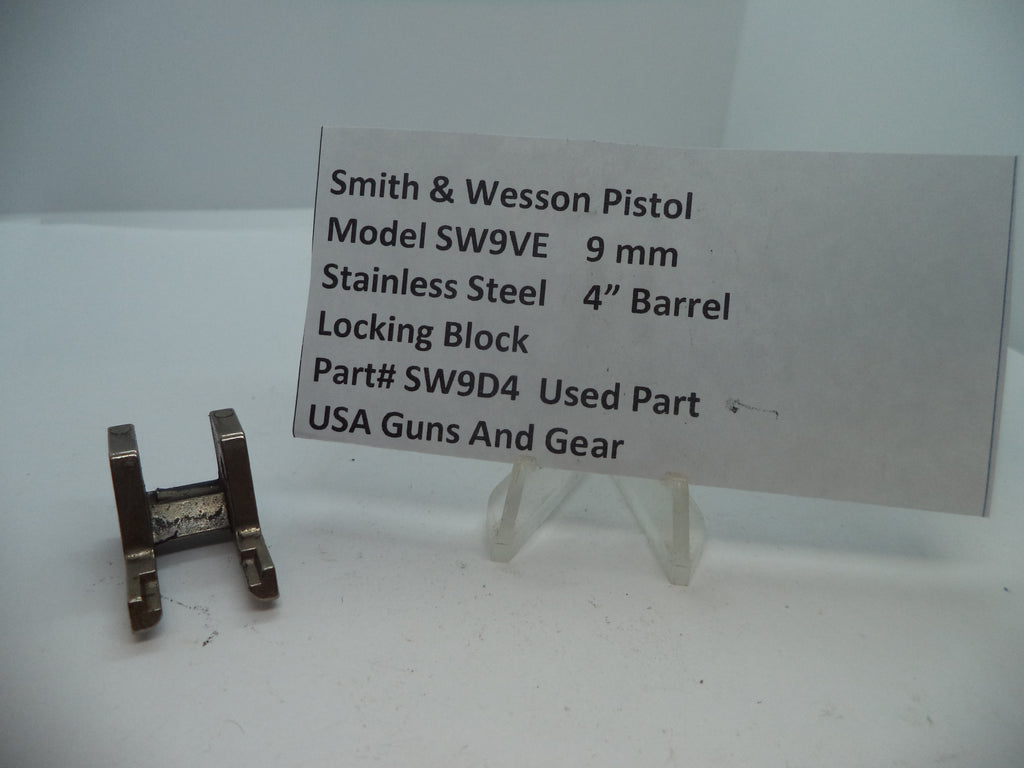 Smith & Wesson Pistol
Model SW9VE 9 mm
Stainless Steel 4” Barrel
Locking Block
Part# SW9D4 Used Part
USA Guns And Gear